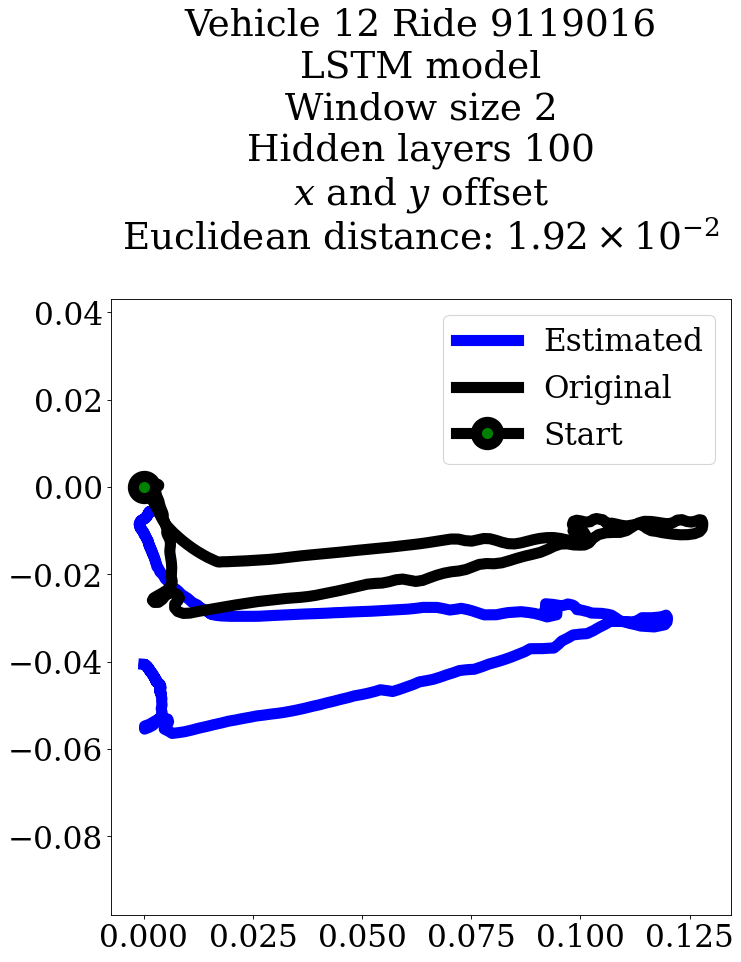 Vehicle 12 Ride 9119016
LSTM model
Window size 2
Hidden layers 100
x and y offset
Euclidean distance: 1.92 × 10⁻²
Estimated
Original
Start
0.04
0.02
0.00
−0.02
−0.04
−0.06
−0.08
0.000 0.025 0.050 0.075 0.100 0.125